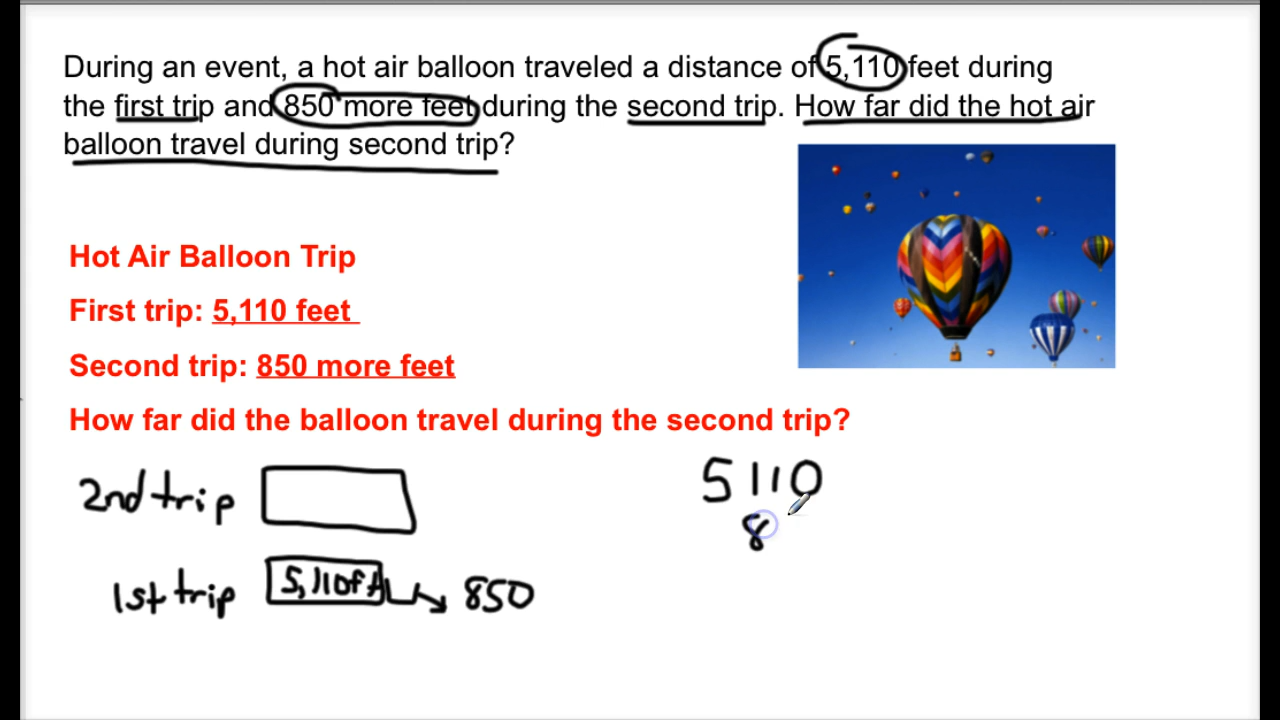 During an event, a hot air balloon traveled a distance of 5,110 feet during
the first trip and 850 more feet during the second trip. How far did the hot air
balloon travel during second trip?
Hot Air Balloon Trip
First trip: 5,110 feet
Second trip: 850 more feet
How far did the balloon travel during the second trip?
2nd trip
5110
8
1st trip 5,110ft 850